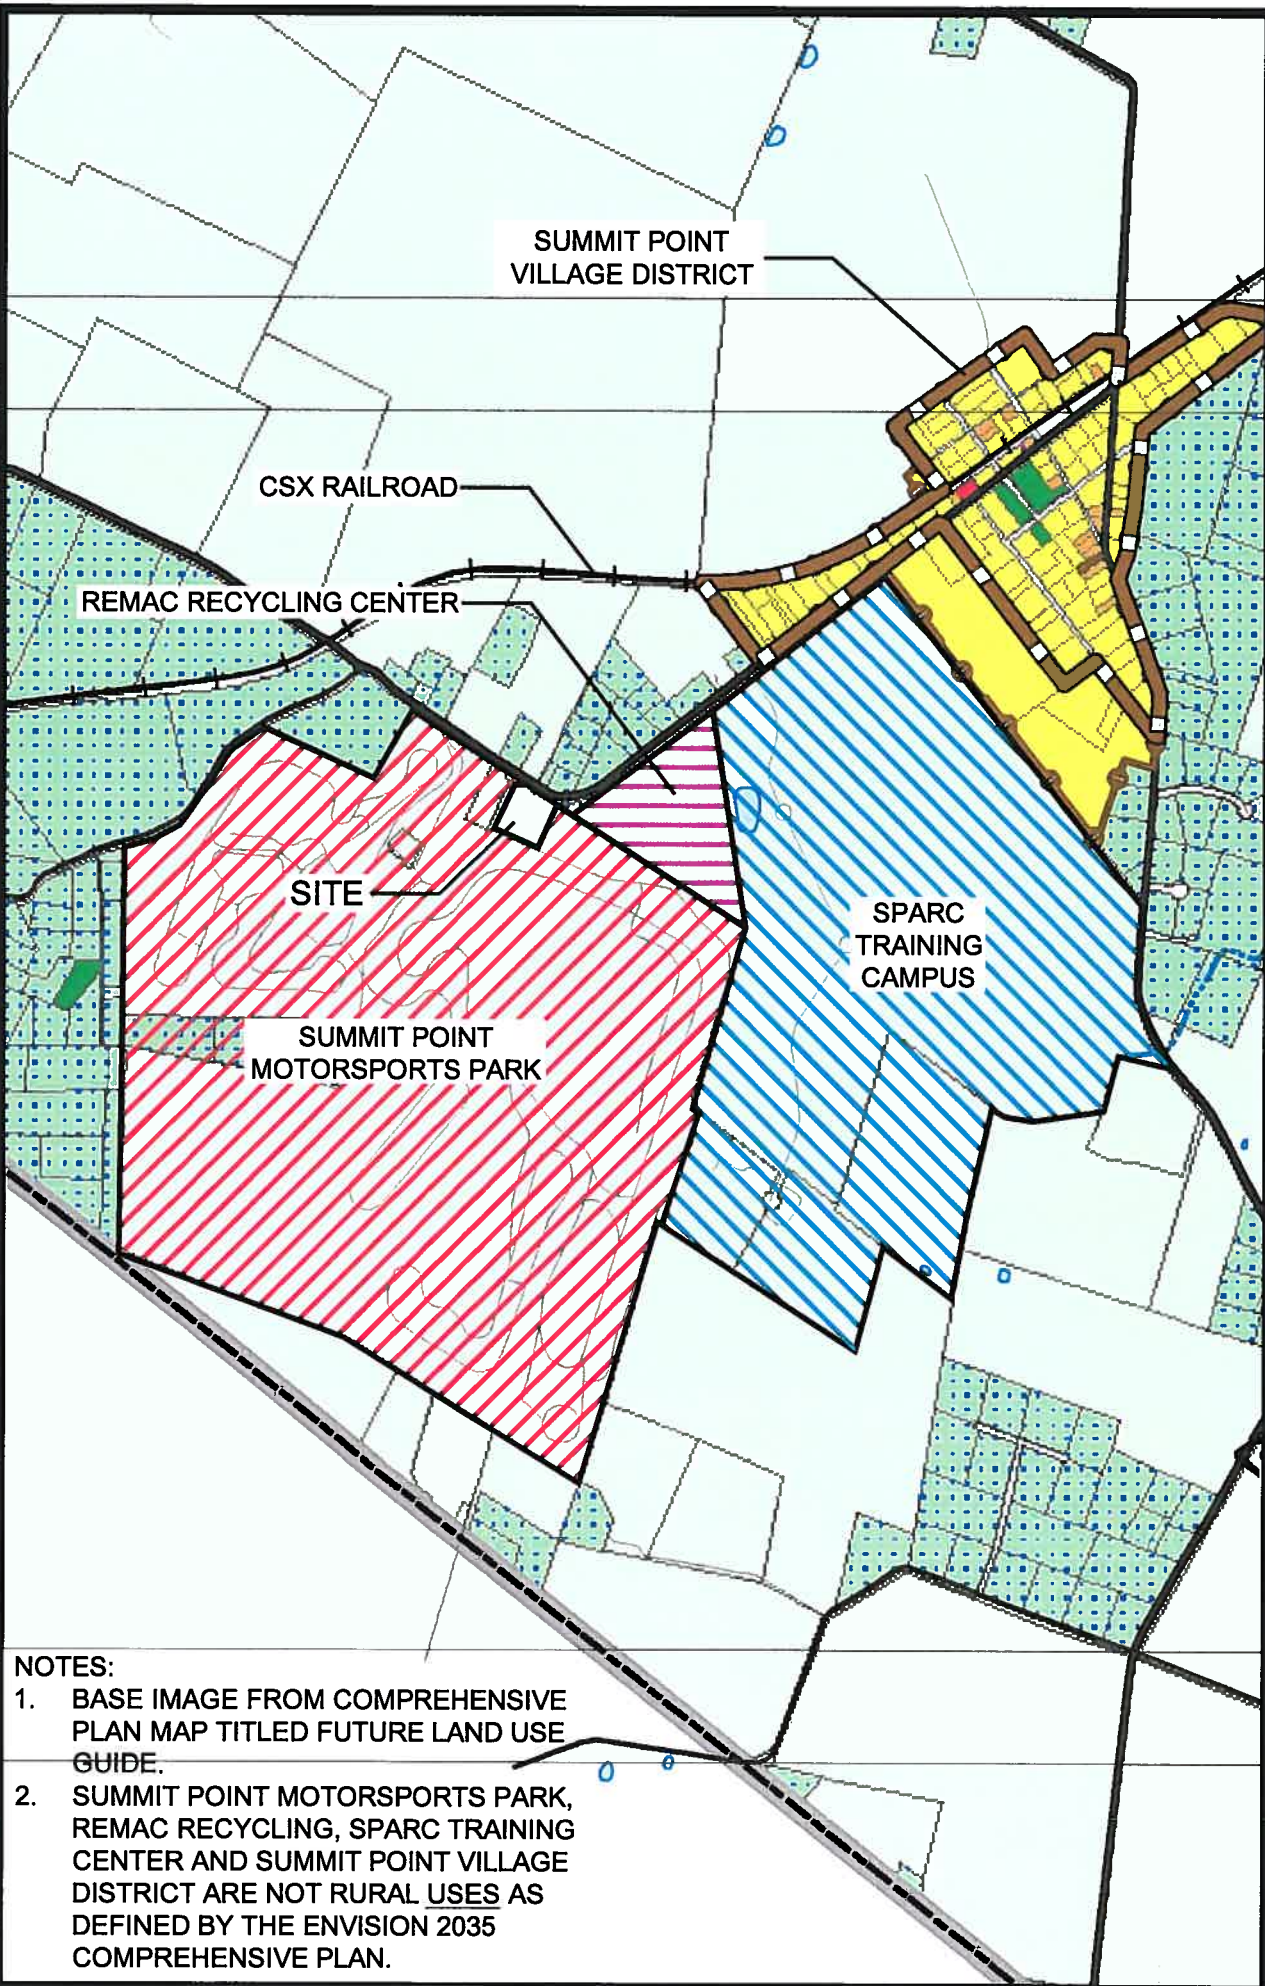 SUMMIT POINT
VILLAGE DISTRICT
CSX RAILROAD
REMAC RECYCLING CENTER
SITE
SPARC
TRAINING
CAMPUS
SUMMIT POINT
MOTORSPORTS PARK
NOTES:
1. BASE IMAGE FROM COMPREHENSIVE
PLAN MAP TITLED FUTURE LAND USE
GUIDE.
2. SUMMIT POINT MOTORSPORTS PARK,
REMAC RECYCLING, SPARC TRAINING
CENTER AND SUMMIT POINT VILLAGE
DISTRICT ARE NOT RURAL USES AS
DEFINED BY THE ENVISION 2035
COMPREHENSIVE PLAN.